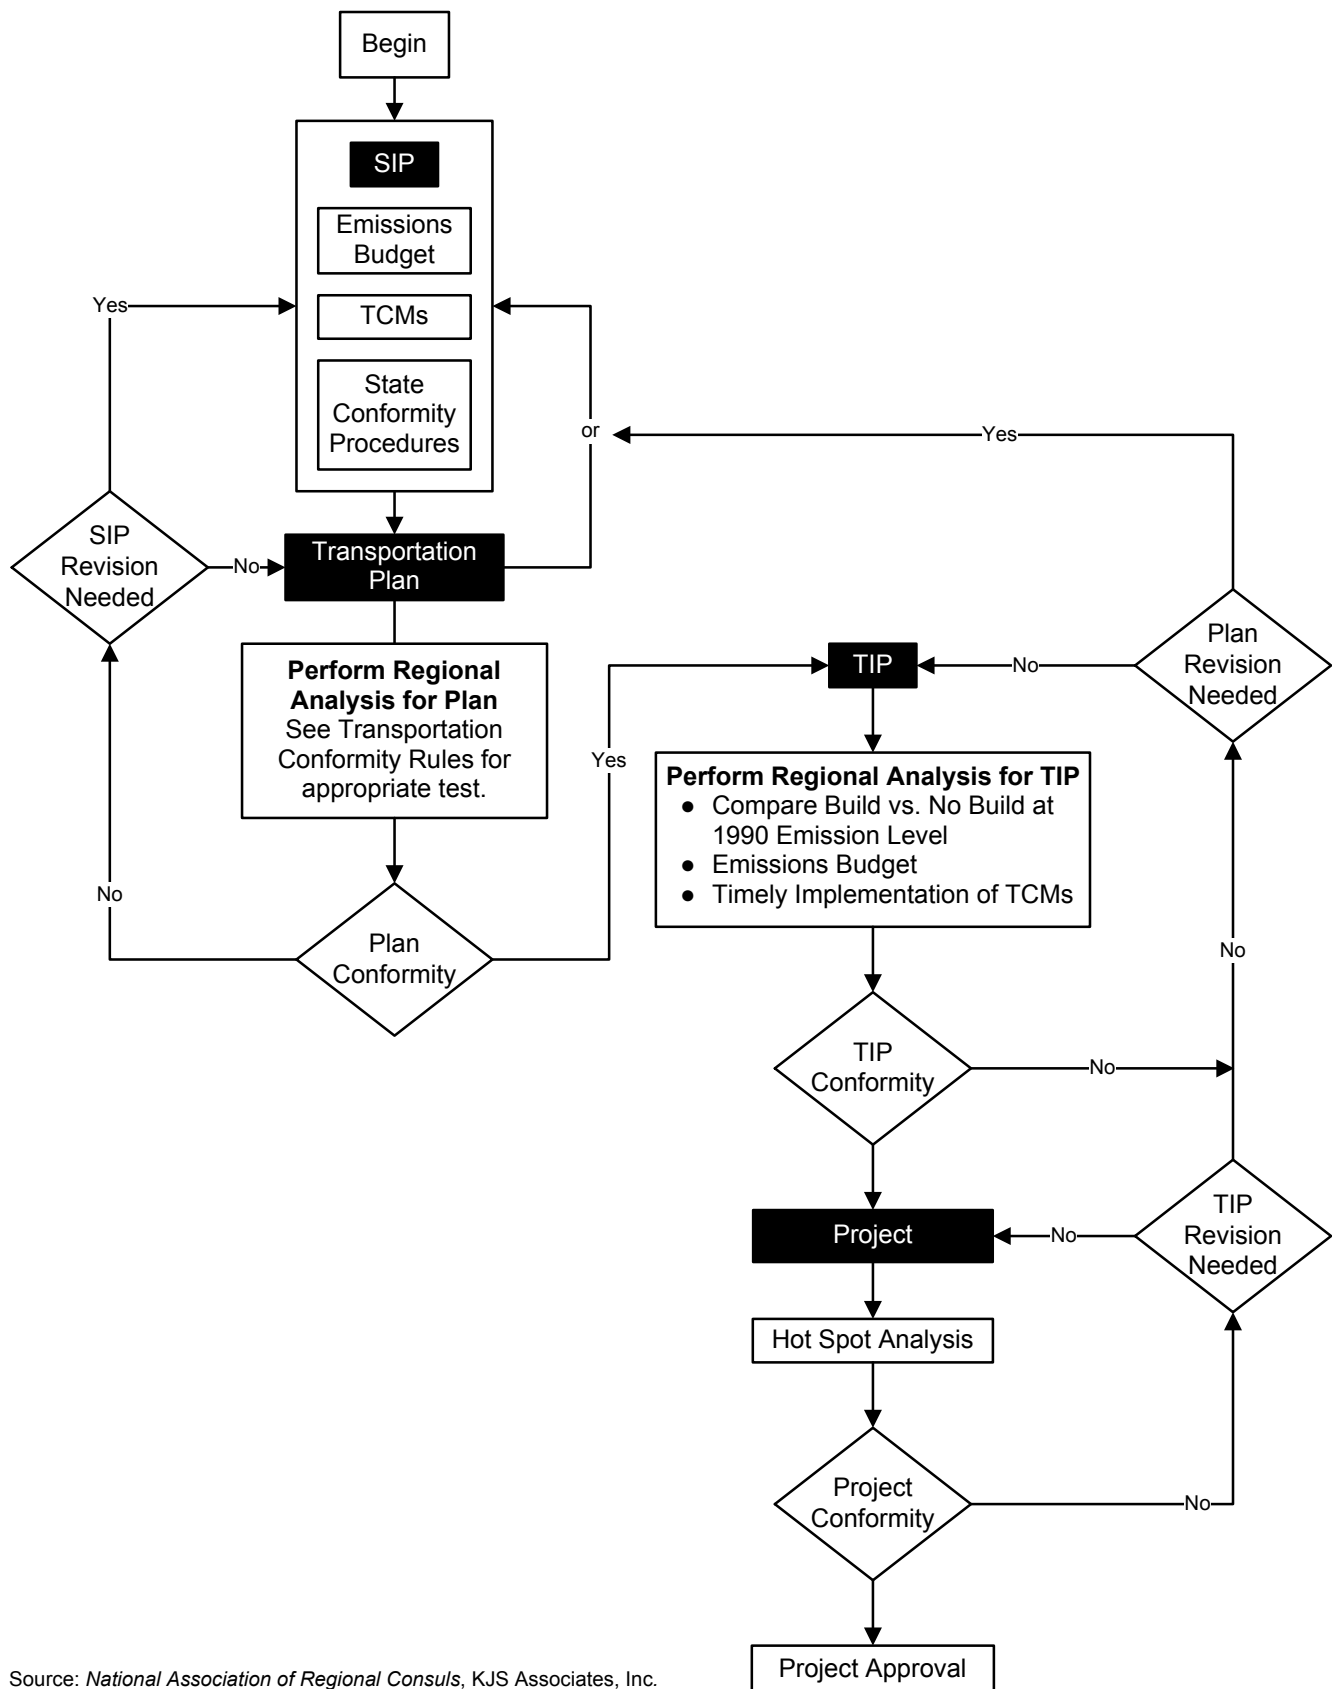 Begin
SIP
Emissions
Budget
TCMs
State
Conformity
Procedures
Yes
or
Yes
SIP
Revision
Needed
No
Transportation
Plan
Perform Regional
Analysis for Plan
See Transportation
Conformity Rules for
appropriate test.
No
Plan
Conformity
Yes
TIP
No
Plan
Revision
Needed
Perform Regional Analysis for TIP
● Compare Build vs. No Build at
1990 Emission Level
● Emissions Budget
● Timely Implementation of TCMs
No
TIP
Conformity
No
Project
No
TIP
Revision
Needed
Hot Spot Analysis
Project
Conformity
No
Project Approval
Source: National Association of Regional Consuls, KJS Associates, Inc.